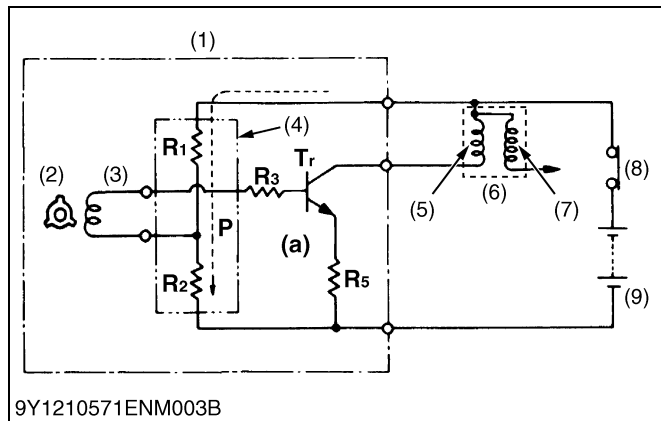 (1)
(4)
R1
Tr
(2)
(3)
R3
(8)
(5)
(6)
(7)
P
(a)
R2
R5
(9)
9Y1210571ENM003B